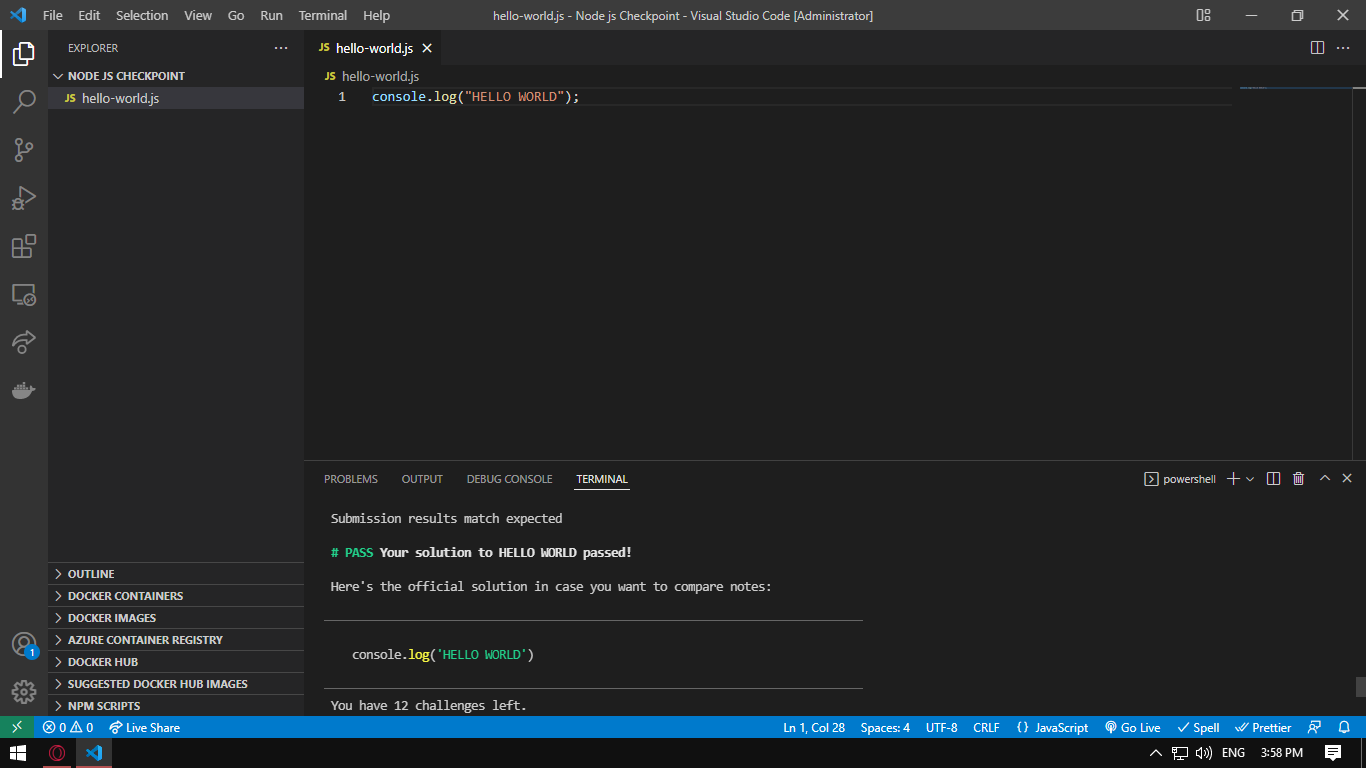 File Edit Selection View Go Run Terminal Help hello-world.js - Node js Checkpoint - Visual Studio Code [Administrator]
EXPLORER ···
NODE JS CHECKPOINT
JS hello-world.js
JS hello-world.js
JS hello-world.js
1 console.log("HELLO WORLD");
OUTLINE
DOCKER CONTAINERS
DOCKER IMAGES
AZURE CONTAINER REGISTRY
DOCKER HUB
SUGGESTED DOCKER HUB IMAGES
NPM SCRIPTS
1
PROBLEMS OUTPUT DEBUG CONSOLE TERMINAL powershell
Submission results match expected
# PASS Your solution to HELLO WORLD passed!
Here's the official solution in case you want to compare notes:
console.log('HELLO WORLD')
You have 12 challenges left.
0 0 Live Share Ln 1, Col 28 Spaces: 4 UTF-8 CRLF {} JavaScript Go Live Spell Prettier
ENG 3:58 PM